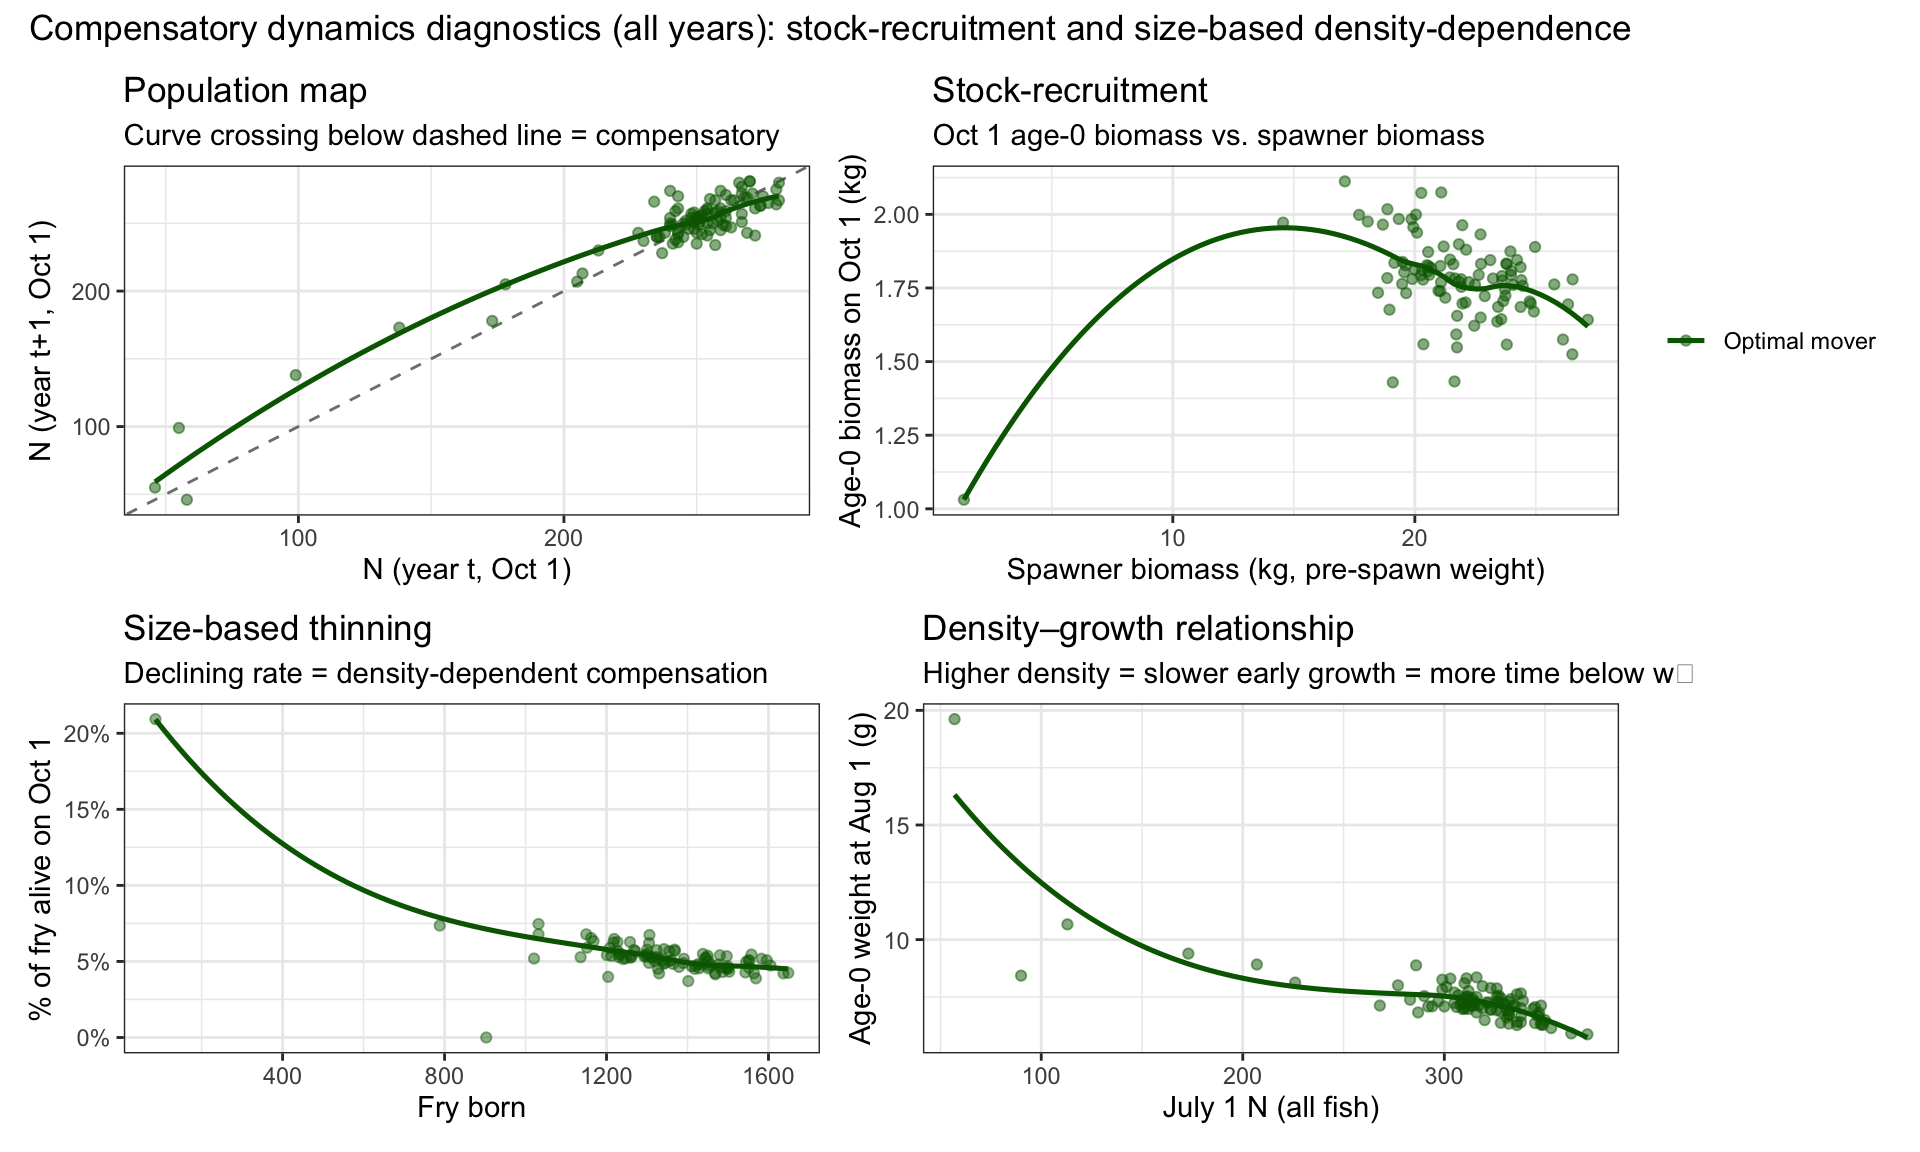 Compensatory dynamics diagnostics (all years): stock-recruitment and size-based density-dependence
Population map
Curve crossing below dashed line = compensatory
N (year t+1, Oct 1)
200
100
100
200
N (year t, Oct 1)
Stock-recruitment
Oct 1 age-0 biomass vs. spawner biomass
Age-0 biomass on Oct 1 (kg)
2.00
1.75
1.50
1.25
1.00
10
20
Spawner biomass (kg, pre-spawn weight)
Optimal mover
Size-based thinning
Declining rate = density-dependent compensation
% of fry alive on Oct 1
20%
15%
10%
5%
0%
400
800
1200
1600
Fry born
Density–growth relationship
Higher density = slower early growth = more time below w□
Age-0 weight at Aug 1 (g)
20
15
10
100
200
300
July 1 N (all fish)